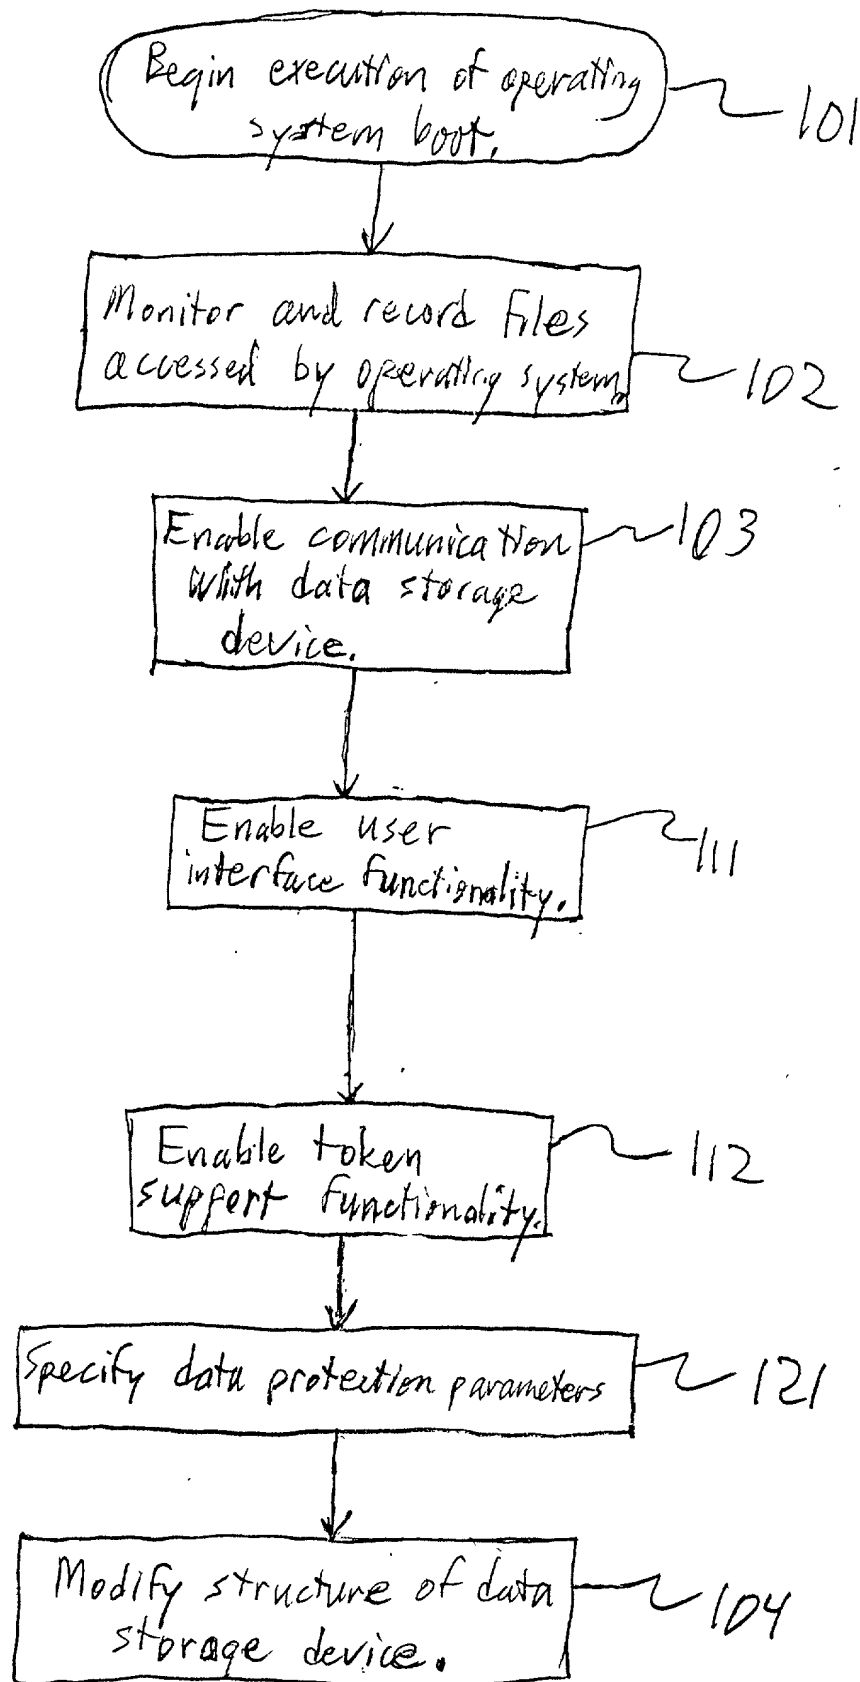 Begin execution of operating
system boot.
101
Monitor and record files
accessed by operating system.
102
Enable communication
with data storage
device.
103
Enable user
interface functionality.
111
Enable token
support functionality.
112
Specify data protection parameters
121
Modify structure of data
storage device.
104